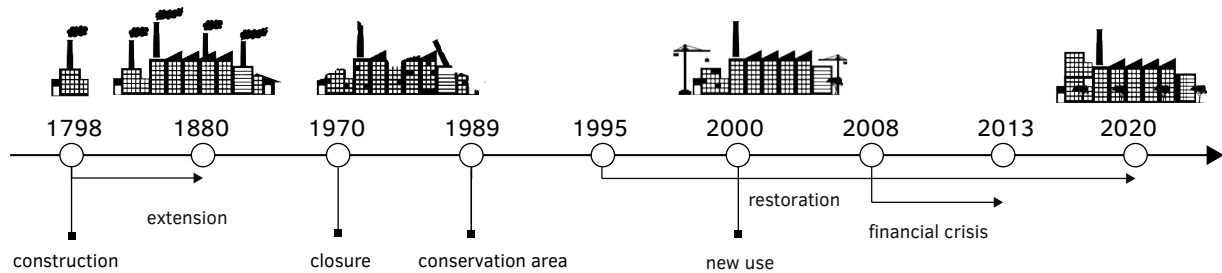 1798 1880 1970 1989 1995 2000 2008 2013 2020
restoration
extension
financial crisis
construction closure conservation area new use